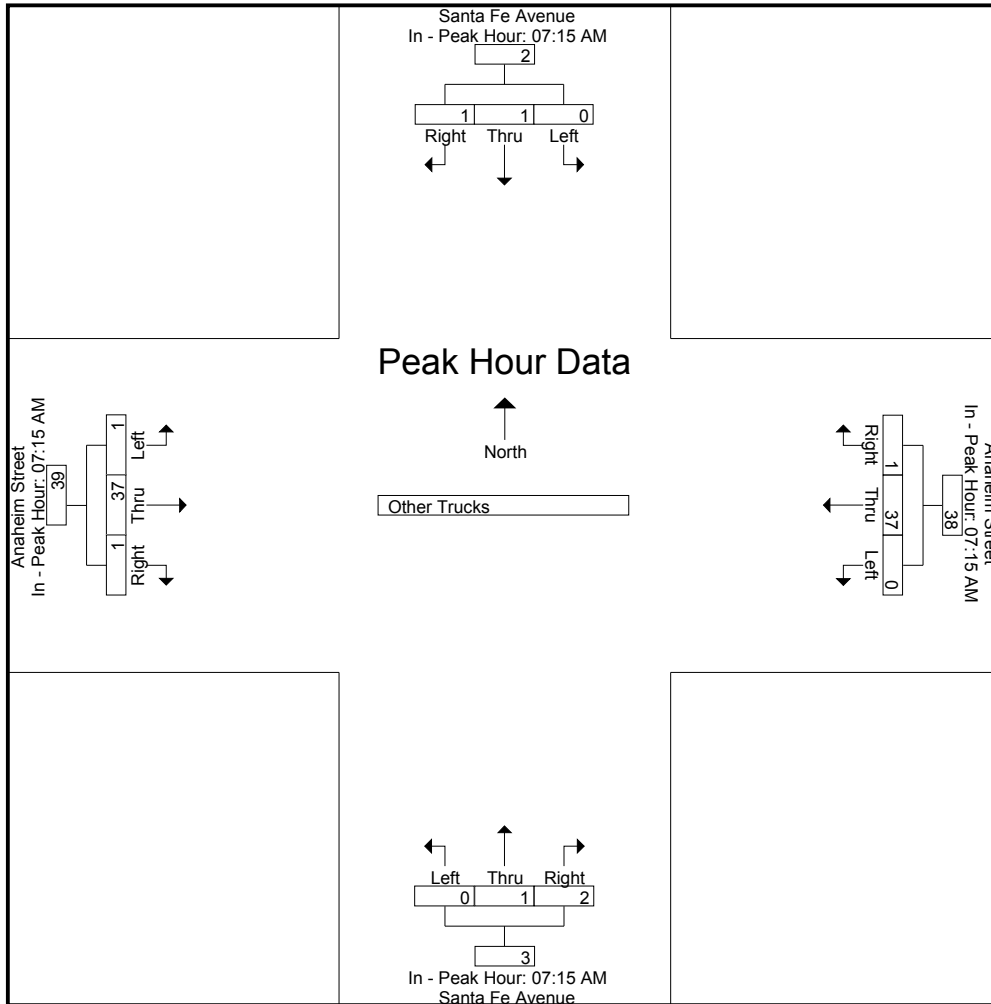 Santa Fe Avenue
In - Peak Hour: 07:15 AM
2
1 1 0
Right Thru Left
Peak Hour Data
North
Other Trucks
Anaheim Street
In - Peak Hour: 07:15 AM
39
1 37 1
Left Thru Right
Anaheim Street
In - Peak Hour: 07:15 AM
38
1 37 0
Right Thru Left
Left Thru Right
0 1 2
3
In - Peak Hour: 07:15 AM
Santa Fe Avenue